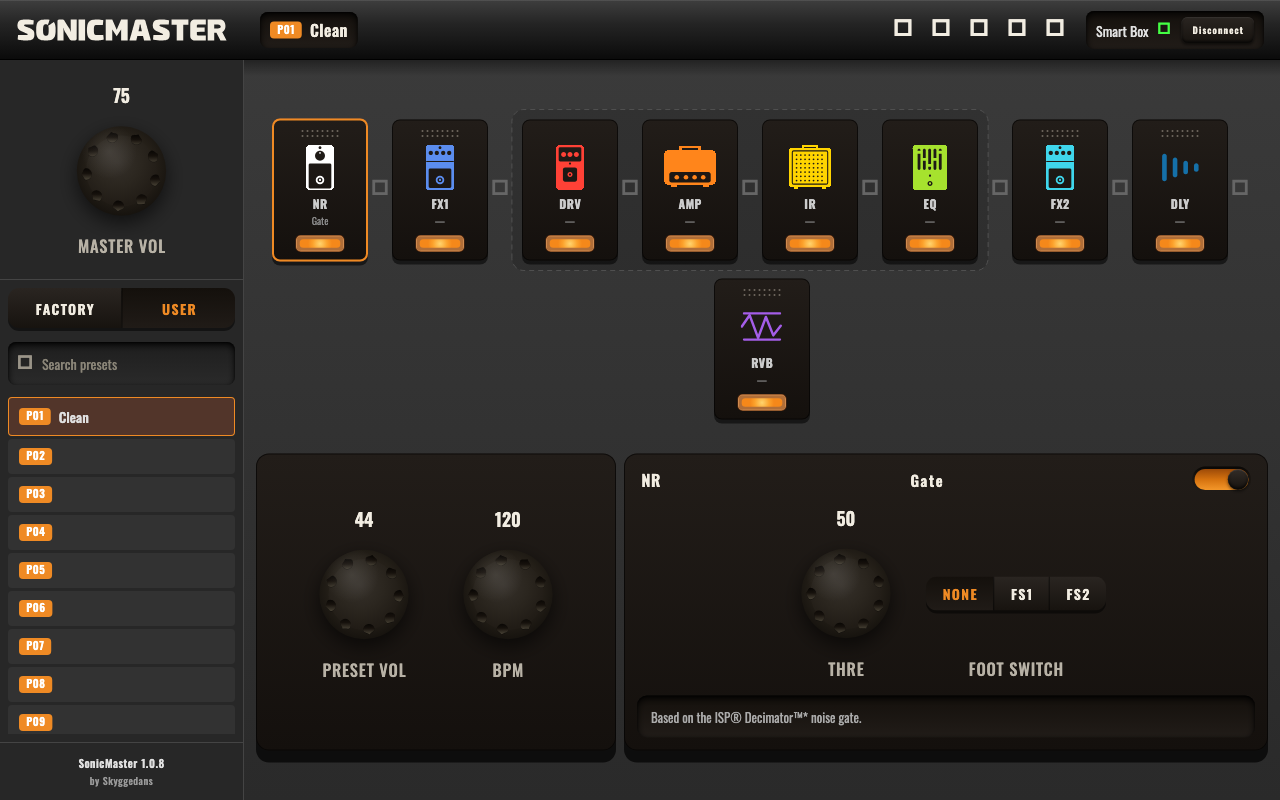 SONICMASTER
P01 Clean
Smart Box
Disconnect
75
MASTER VOL
FACTORY
USER
Search presets
P01 Clean
P02
P03
P04
P05
P06
P07
P08
P09
SonicMaster 1.0.8
by Skyggedans
NR
Gate
FX1
—
DRV
—
AMP
—
IR
—
EQ
—
FX2
—
DLY
—
RVB
—
44
PRESET VOL
120
BPM
NR
Gate
50
THRE
NONE
FS1
FS2
FOOT SWITCH
Based on the ISP® Decimator™* noise gate.